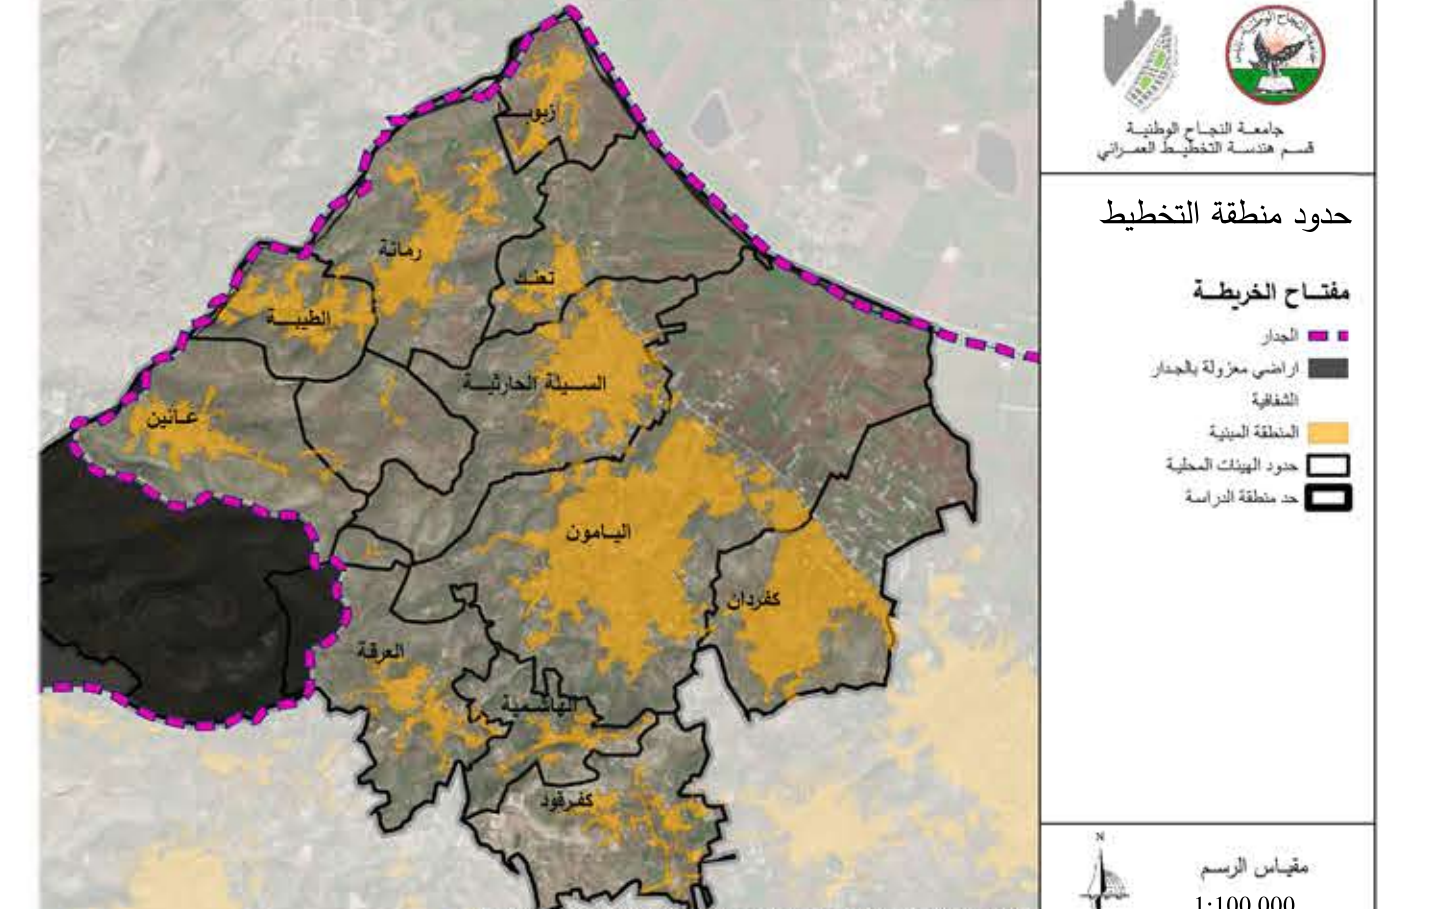 جامعة النجاح الوطنية
قسم هندسة التخطيط العمراني
حدود منطقة التخطيط
مفتاح الخريطة
الجدار
اراضي معزولة بالجدار
الشفافية
المنطقة المبنية
حدود الهيئات المحلية
حد منطقة الدراسة
زبوبا
رمانة
تعنك
الطيبة
السيلة الحارثية
عانين
اليامون
كفردان
العرقة
الهاشمية
كفرقود
N
مقياس الرسم
1:100,000